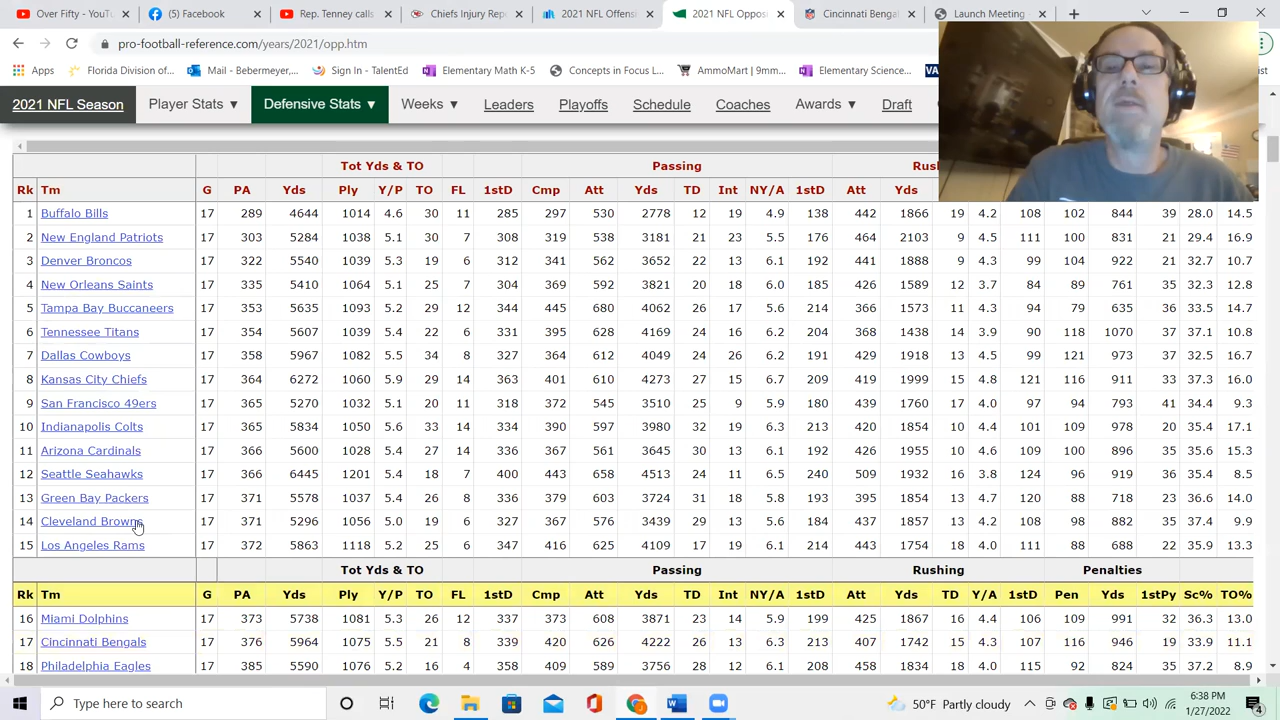 (2) Facebook
Chiefs Injury Rep
2021 NFL Offensi
2021 NFL Oppos
Cincinnati Bengal
Launch Meeting
pro-football-reference.com/years/2021/opp.htm
Apps Florida Division of... Mail - Bebermeyer,... Sign In - Talent Elementary Math K-5 Concepts in Focus L... AmmoMart | 9mm... Elementary Science... VA
2021 NFL Season Player Stats ▼ Defensive Stats ▼ Weeks ▼ Leaders Playoffs Schedule Coaches Awards ▼ Draft
Tot Yds & TO Passing
Rk Tm G PA Yds Ply Y/P TO FL 1stD Cmp Att Yds TD Int NY/A 1stD Att Yds TD Y/A 1stD Pen Yds 1stPy Sc% TO%
1 Buffalo Bills 17 289 4644 1014 4.6 30 11 285 297 530 2778 12 19 4.9 138 442 1866 19 4.2 108 102 844 39 28.0 14.5
2 New England Patriots 17 303 5284 1038 5.1 30 7 308 319 538 3181 21 23 5.5 176 464 2103 9 4.5 111 100 831 21 29.4 16.9
3 Denver Broncos 17 322 5540 1039 5.3 19 6 312 341 562 3652 22 13 6.1 192 441 1888 9 4.3 99 104 922 21 32.7 10.7
4 New Orleans Saints 17 335 5410 1064 5.1 25 7 308 369 592 3821 20 18 6.0 185 426 1589 12 3.7 84 89 761 35 32.3 12.8
5 Tampa Bay Buccaneers 17 353 5635 1093 5.2 29 12 344 445 680 4062 26 17 5.6 214 366 1573 11 4.3 94 79 635 36 33.5 14.7
6 Tennessee Titans 17 354 5607 1039 5.4 22 6 331 395 628 4169 24 16 6.2 204 368 1438 14 3.9 90 118 1070 37 37.1 10.8
7 Dallas Cowboys 17 358 5967 1082 5.5 34 8 327 364 612 4049 24 26 6.2 191 429 1918 13 4.5 99 121 973 37 32.5 16.7
8 Kansas City Chiefs 17 364 6272 1060 5.9 29 14 363 401 610 4273 27 15 6.7 209 419 1999 15 4.8 121 116 911 33 37.3 16.0
9 San Francisco 49ers 17 365 5270 1032 5.1 20 11 318 372 545 3510 25 9 5.9 180 439 1760 17 4.0 97 94 793 41 34.4 9.3
10 Indianapolis Colts 17 365 5834 1050 5.6 33 14 334 390 597 3980 32 19 6.3 213 420 1854 10 4.4 101 109 978 20 35.4 17.1
11 Arizona Cardinals 17 366 5600 1028 5.4 27 14 336 367 561 3645 30 13 6.1 192 426 1955 10 4.6 109 100 896 35 35.6 15.3
12 Seattle Seahawks 17 366 6445 1201 5.4 18 7 400 443 658 4513 24 11 6.5 240 509 1932 16 3.8 124 96 919 36 35.4 8.5
13 Green Bay Packers 17 371 5578 1037 5.4 26 8 336 379 603 3724 31 18 5.8 193 395 1854 13 4.7 120 88 718 23 36.6 14.0
14 Cleveland Browns 17 371 5296 1056 5.0 19 6 327 367 576 3439 29 13 5.6 184 437 1857 13 4.2 108 98 882 35 37.4 9.9
15 Los Angeles Rams 17 372 5863 1118 5.2 25 6 347 416 625 4109 17 19 6.1 214 443 1754 18 4.0 111 88 688 22 35.9 13.3
Tot Yds & TO Passing Rushing Penalties
Rk Tm G PA Yds Ply Y/P TO FL 1stD Cmp Att Yds TD Int NY/A 1stD Att Yds TD Y/A 1stD Pen Yds 1stPy Sc% TO%
16 Miami Dolphins 17 373 5738 1081 5.3 26 12 337 373 608 3871 23 14 5.9 199 425 1867 16 4.4 106 109 991 32 36.3 13.0
17 Cincinnati Bengals 17 376 5964 1075 5.5 21 8 339 420 626 4222 26 13 6.3 213 407 1742 15 4.3 107 116 946 19 33.9 11.1
18 Philadelphia Eagles 17 385 5590 1076 5.2 16 4 358 409 589 3756 28 12 6.1 208 458 1834 18 4.0 115 92 824 35 37.2 8.9
Type here to search
50°F Partly cloudy
6:38 PM
1/27/2022
4